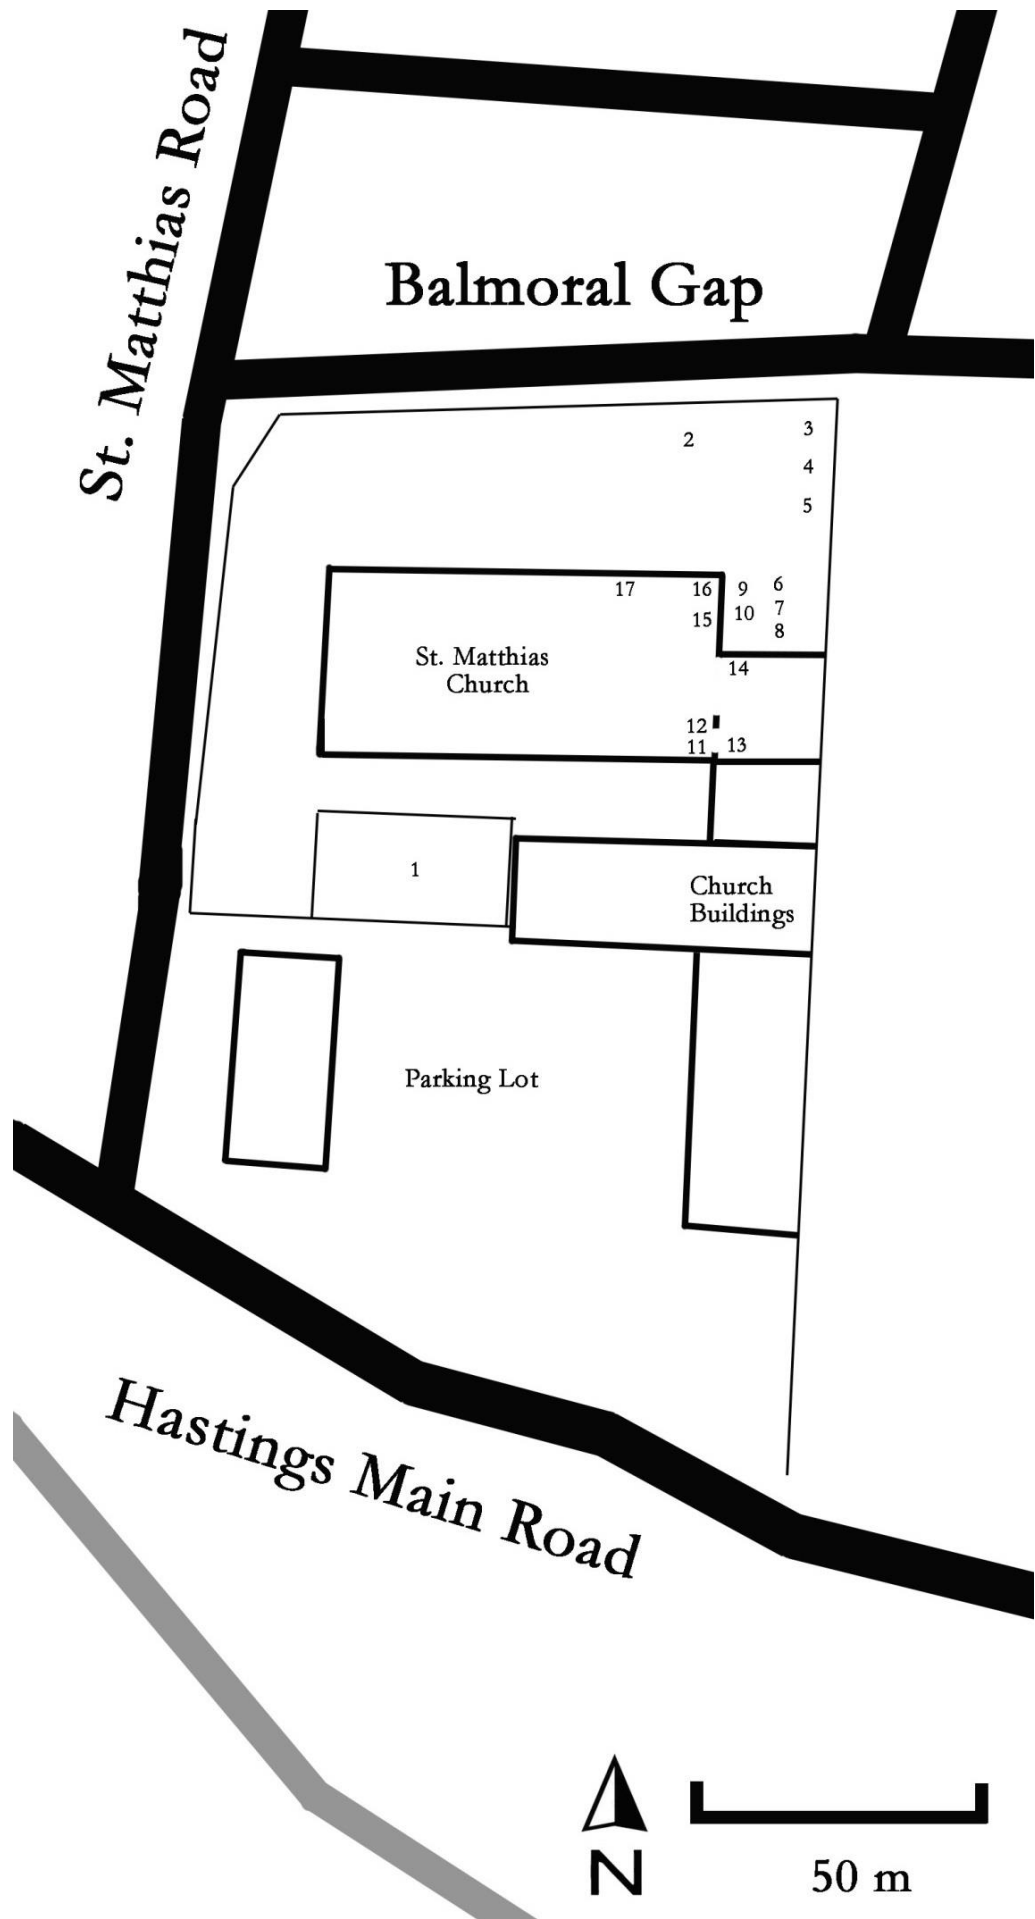 St. Matthias Road
Balmoral Gap
3
2
4
5
17
16
9
6
15
10
7
8
St. Matthias
Church
14
12
11
13
1
Church
Buildings
Parking Lot
Hastings Main Road
N
50 m